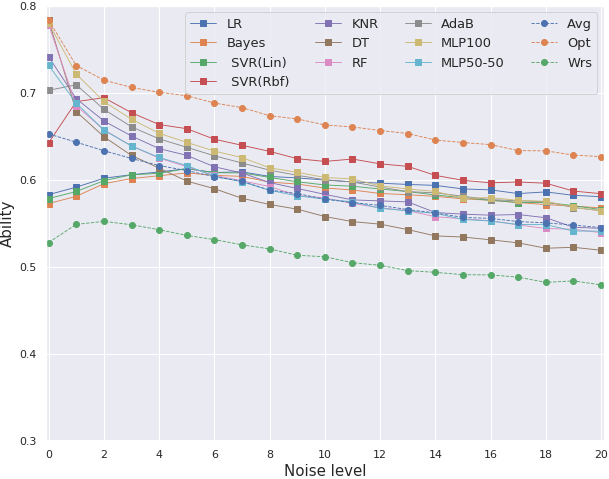 0.8
0.7
0.6
0.5
0.4
0.3
Ability
LR KNR AdaB Avg
Bayes DT MLP100 Opt
SVR(Lin) RF MLP50-50 Wrs
SVR(Rbf)
0 2 4 6 8 10 12 14 16 18 20
Noise level